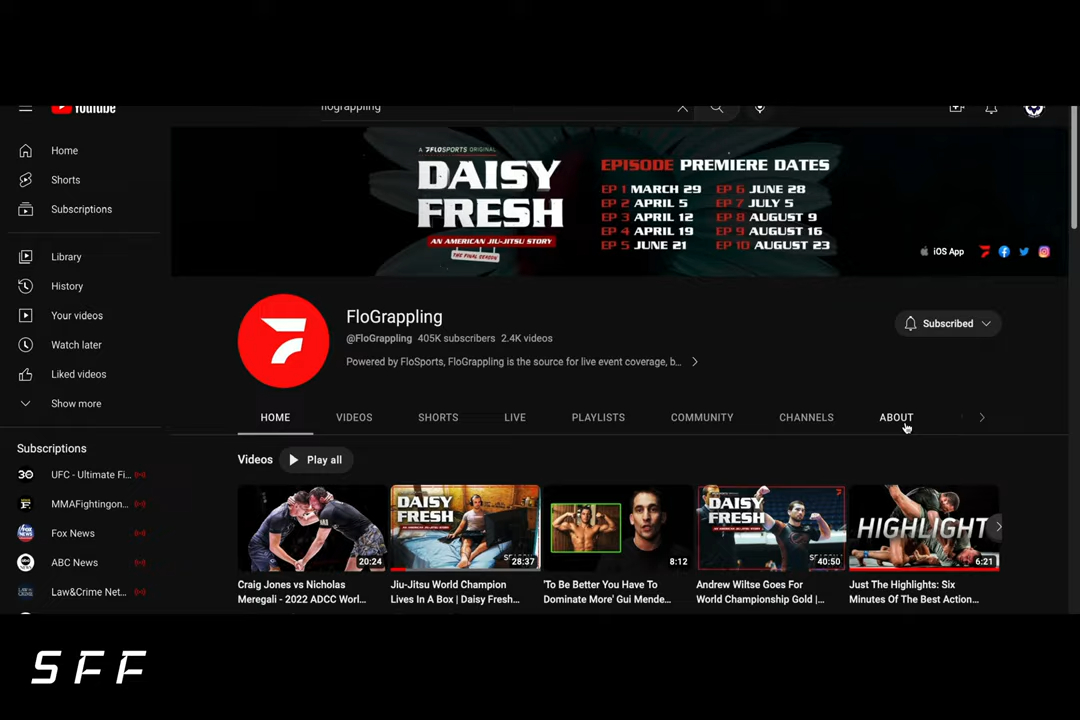 YouTube
flograppling
Home
Shorts
Subscriptions
Library
History
Your videos
Watch later
Liked videos
Show more
Subscriptions
UFC - Ultimate Fi...
MMAFightingon...
Fox News
ABC News
Law&Crime Net...
A FLOSPORTS ORIGINAL
DAISY
FRESH
AN AMERICAN JIU-JITSU STORY
THE FINAL SEASON
EPISODE PREMIERE DATES
EP 1 MARCH 29 EP 6 JUNE 28
EP 2 APRIL 5 EP 7 JULY 5
EP 3 APRIL 12 EP 8 AUGUST 9
EP 4 APRIL 19 EP 9 AUGUST 16
EP 5 JUNE 21 EP 10 AUGUST 23
iOS App
FloGrappling
@FloGrappling 405K subscribers 2.4K videos
Powered by FloSports, FloGrappling is the source for live event coverage, b...
Subscribed
HOME VIDEOS SHORTS LIVE PLAYLISTS COMMUNITY CHANNELS ABOUT
Videos Play all
20:24
DAISY
FRESH
AN AMERICAN JIU-JITSU STORY
28:37
8:12
DAISY
FRESH
40:50
HIGHLIGHT
6:21
Craig Jones vs Nicholas
Meregali - 2022 ADCC Worl...
Jiu-Jitsu World Champion
Lives In A Box | Daisy Fresh...
'To Be Better You Have To
Dominate More' Gui Mende...
Andrew Wiltse Goes For
World Championship Gold |...
Just The Highlights: Six
Minutes Of The Best Action...
SFF